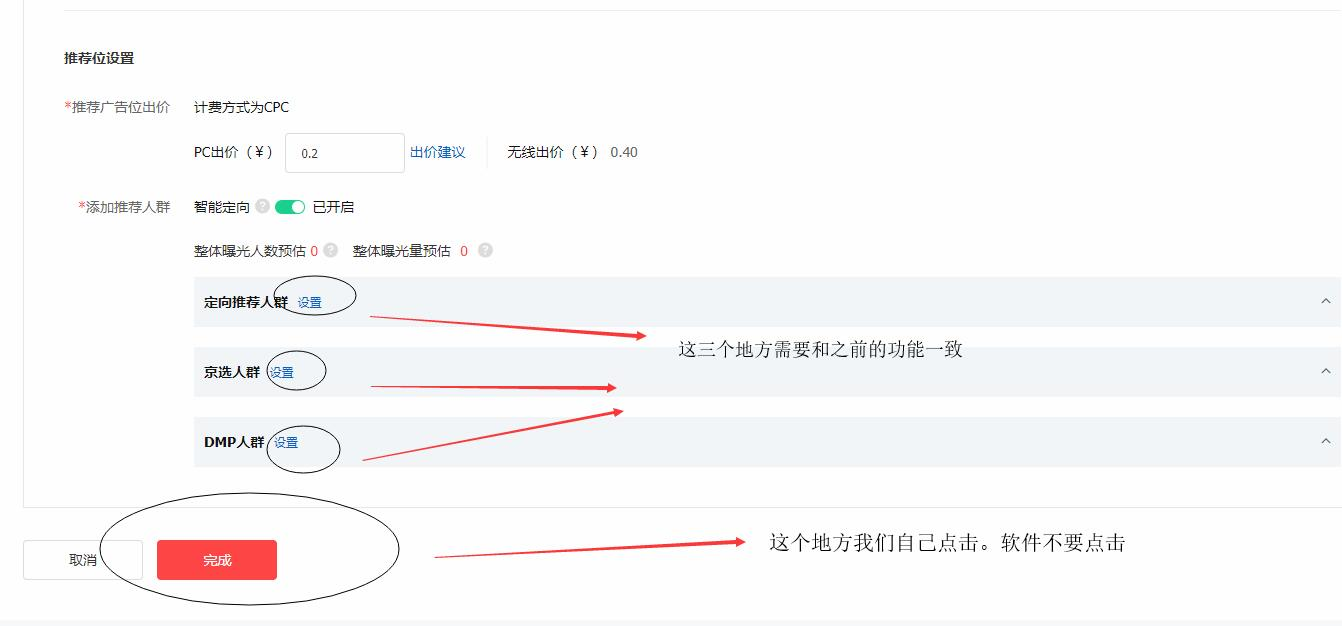 推荐位设置
*推荐广告位出价 计费方式为CPC
PC出价（¥） 0.2 出价建议 无线出价（¥） 0.40
*添加推荐人群 智能定向 ? 已开启
整体曝光人数预估 0 ? 整体曝光量预估 0 ?
定向推荐人群 设置
这三个地方需要和之前的功能一致
京选人群 设置
DMP人群 设置
取消 完成 这个地方我们自己点击。软件不要点击